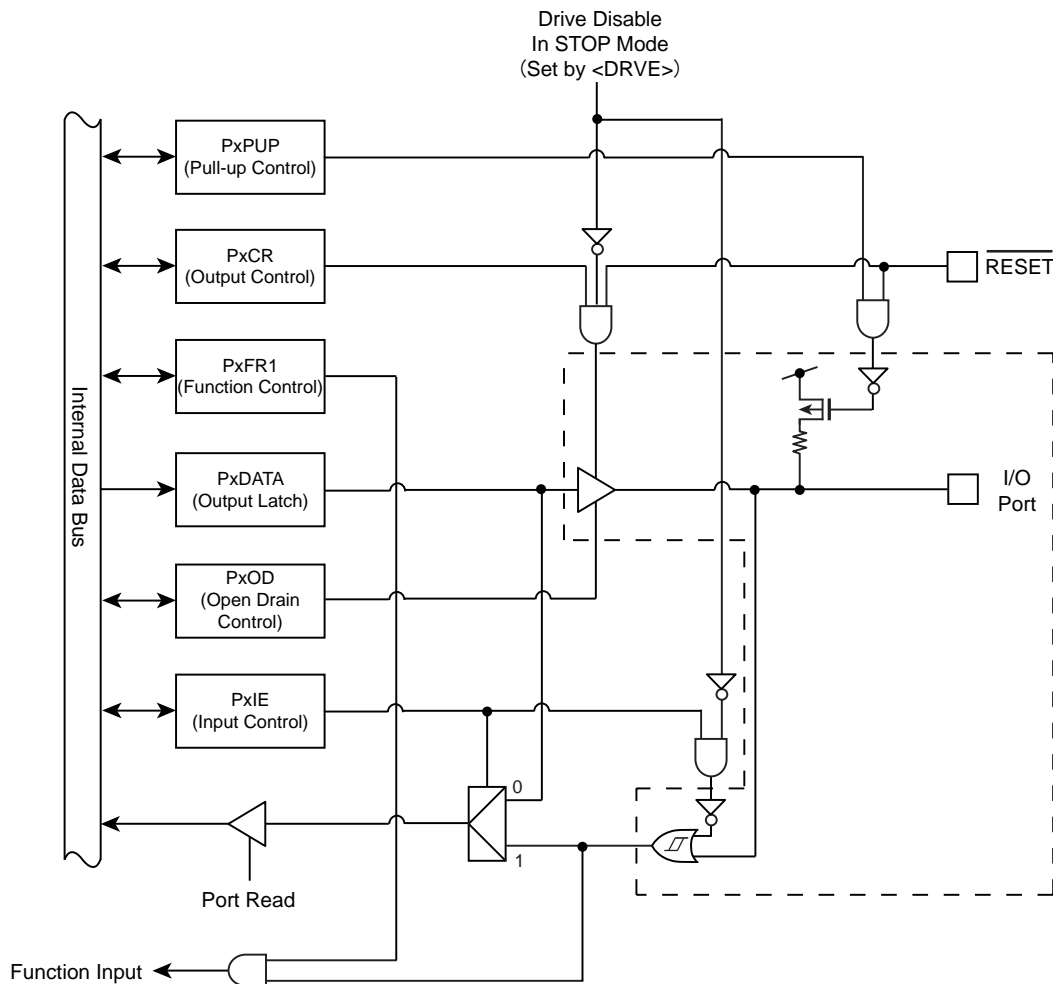 Drive Disable
In STOP Mode
(Set by <DRVE>)
PxPUP
(Pull-up Control)
PxCR
(Output Control)
RESET
PxFR1
(Function Control)
Internal Data Bus
PxDATA
(Output Latch)
I/O
Port
PxOD
(Open Drain
Control)
PxIE
(Input Control)
0
1
Port Read
Function Input